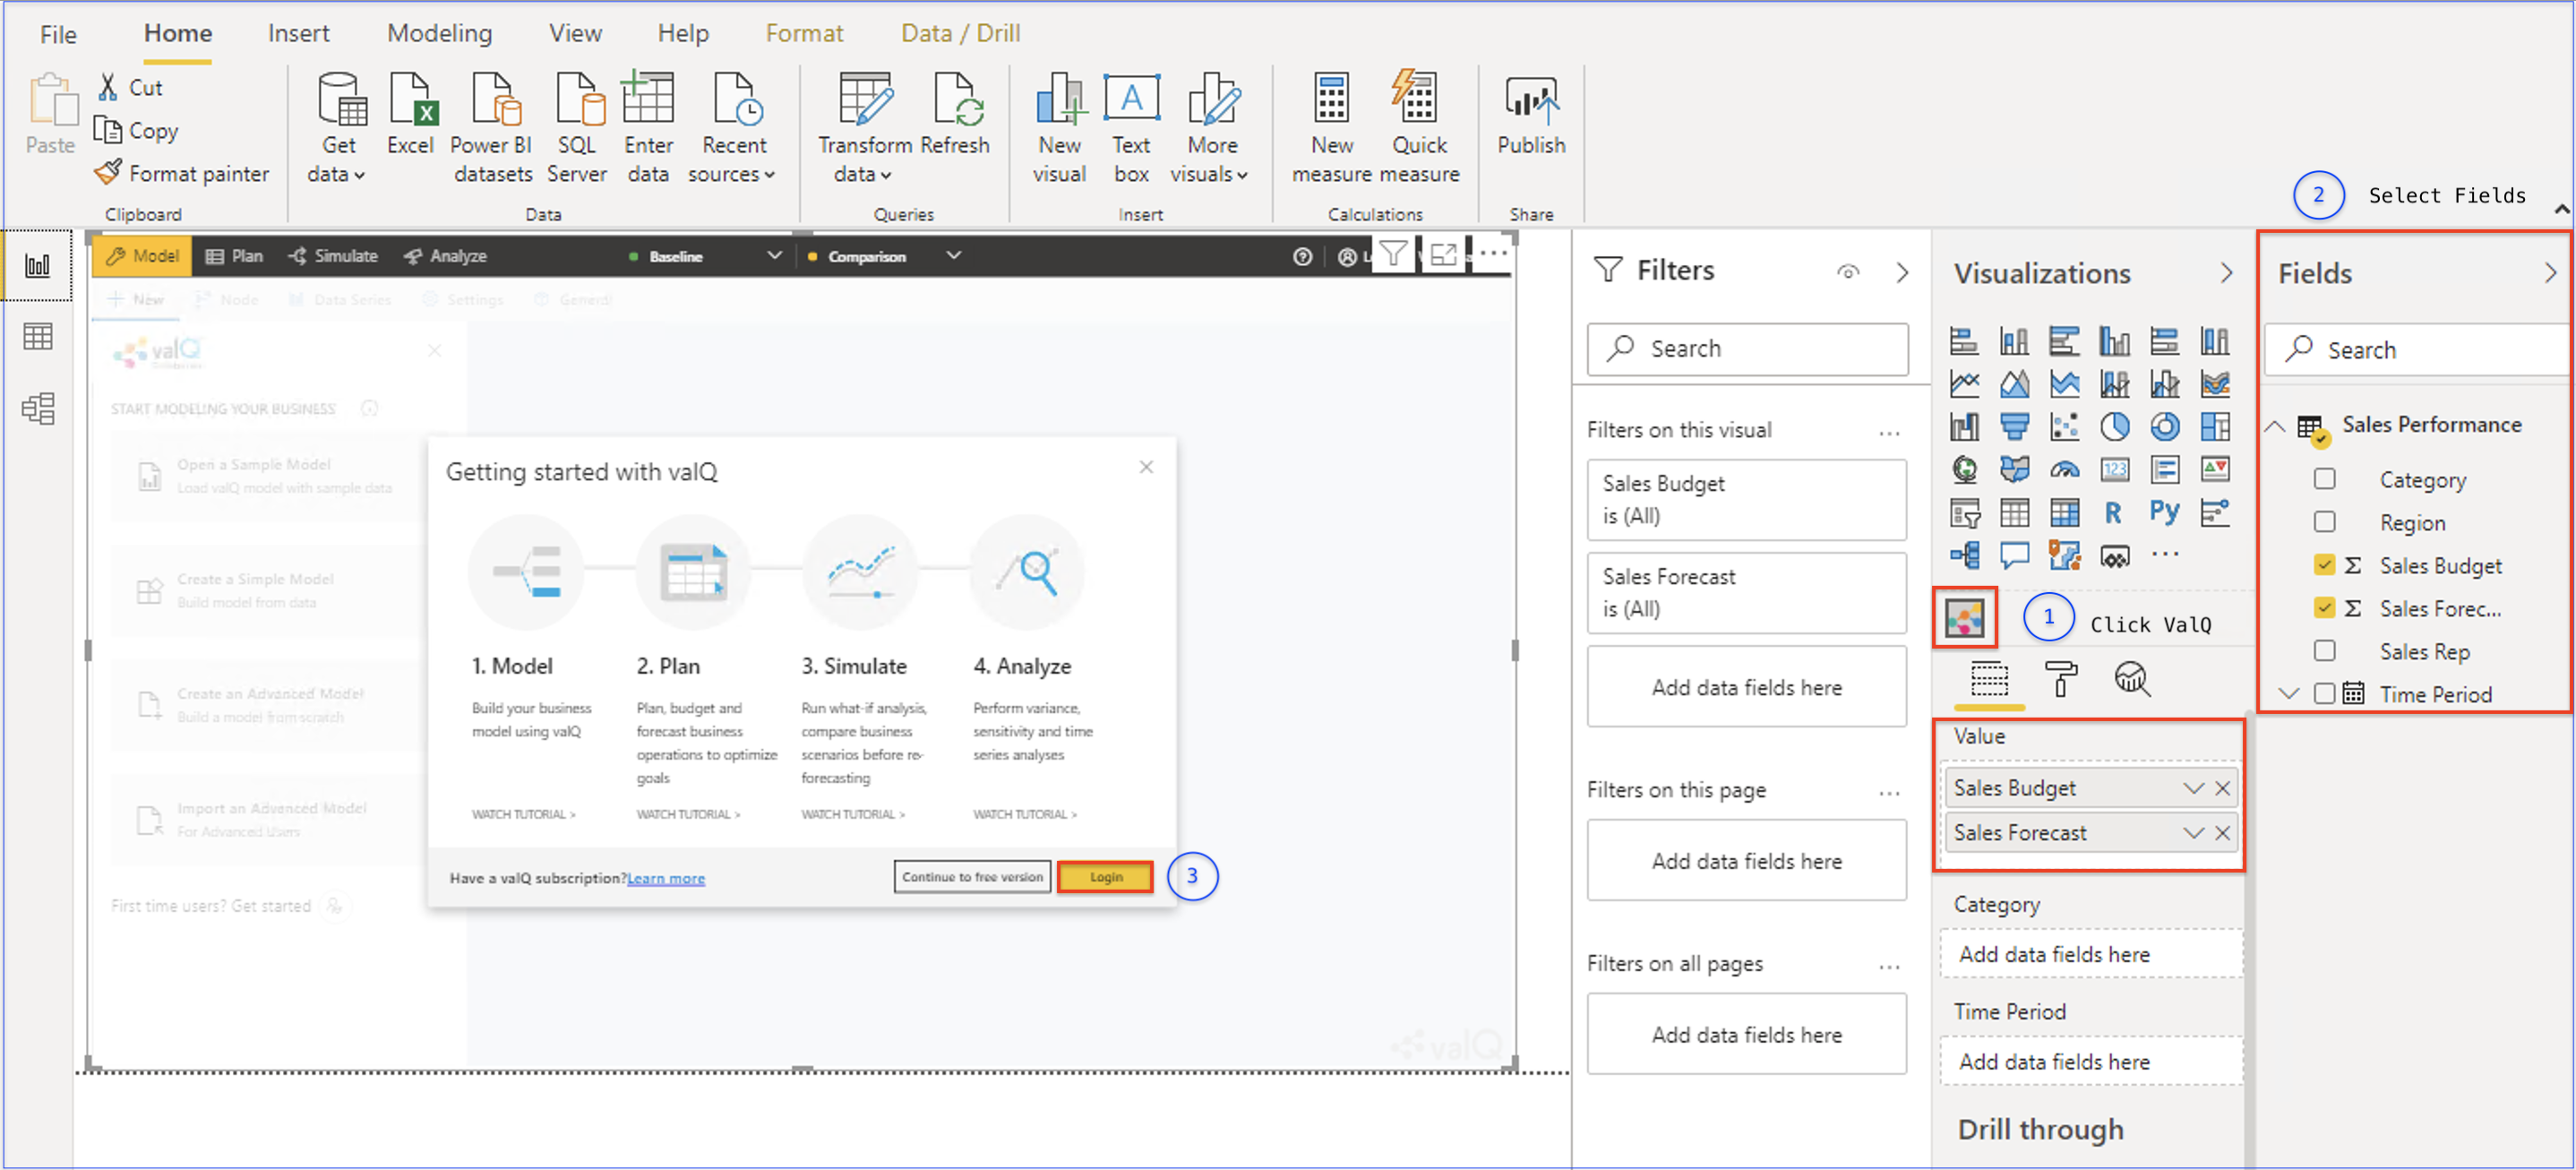 File Home Insert Modeling View Help Format Data / Drill
Paste
Cut
Copy
Format painter
Clipboard
Get
data
Excel
Power BI
datasets
SQL
Server
Enter
data
Recent
sources
Data
Transform
data
Refresh
Queries
New
visual
Text
box
More
visuals
Insert
New
measure
Quick
measure
Calculations
Publish
Share
2 Select Fields
Model Plan Simulate Analyze Baseline Comparison
New Node Data Series Settings General
valQ
START MODELING YOUR BUSINESS
Open a Sample Model
Load valQ model with sample data
Create a Simple Model
Build model from data
Create an Advanced Model
Build a model from scratch
Import an Advanced Model
For Advanced Users
First time users? Get started
Getting started with valQ
1. Model
Build your business
model using valQ
WATCH TUTORIAL >
2. Plan
Plan, budget and
forecast business
operations to optimize
goals
WATCH TUTORIAL >
3. Simulate
Run what-if analysis,
compare business
scenarios before re-
forecasting
WATCH TUTORIAL >
4. Analyze
Perform variance,
sensitivity and time
series analyses
WATCH TUTORIAL >
Have a valQ subscription?Learn more
Continue to free version
Login
3
valQ
Filters
Search
Filters on this visual ...
Sales Budget
is (All)
Sales Forecast
is (All)
Add data fields here
Filters on this page ...
Add data fields here
Filters on all pages ...
Add data fields here
Visualizations
123
R Py
...
1 Click ValQ
Value
Sales Budget
Sales Forecast
Category
Add data fields here
Time Period
Add data fields here
Drill through
Fields
Search
Sales Performance
Category
Region
Σ Sales Budget
Σ Sales Forec...
Sales Rep
Time Period